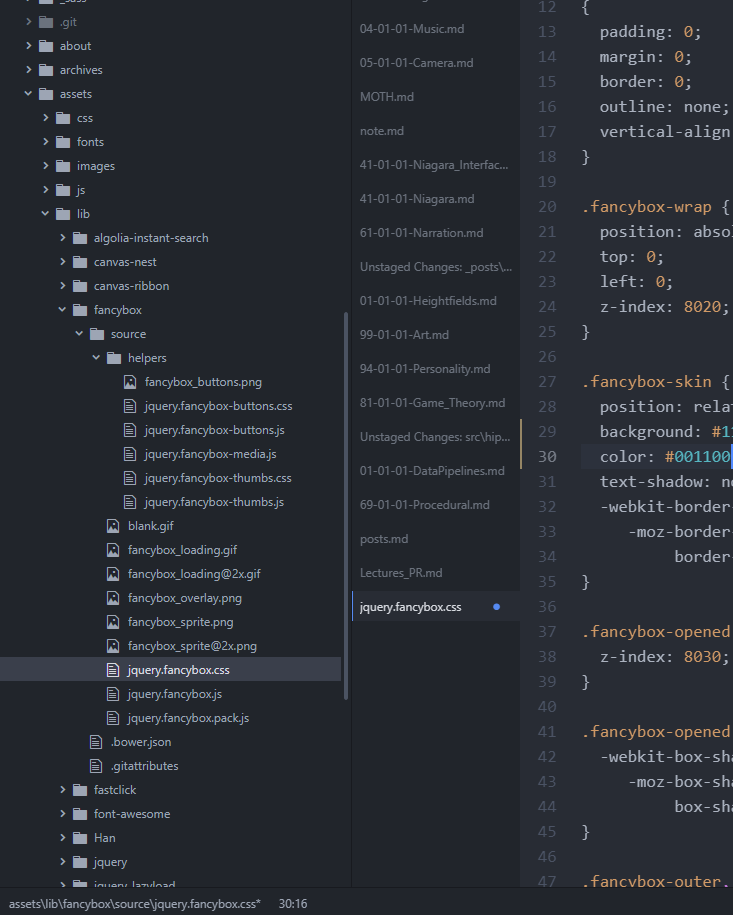 _sass
.git
about
archives
assets
css
fonts
images
js
lib
algolia-instant-search
canvas-nest
canvas-ribbon
fancybox
source
helpers
fancybox_buttons.png
jquery.fancybox-buttons.css
jquery.fancybox-buttons.js
jquery.fancybox-media.js
jquery.fancybox-thumbs.css
jquery.fancybox-thumbs.js
blank.gif
fancybox_loading.gif
fancybox_loading@2x.gif
fancybox_overlay.png
fancybox_sprite.png
fancybox_sprite@2x.png
jquery.fancybox.css
jquery.fancybox.js
jquery.fancybox.pack.js
.bower.json
.gitattributes
fastclick
font-awesome
Han
jquery
jquery_lazyload
04-01-01-Music.md
05-01-01-Camera.md
MOTH.md
note.md
41-01-01-Niagara_Interfac...
41-01-01-Niagara.md
61-01-01-Narration.md
Unstaged Changes: _posts\...
01-01-01-Heightfields.md
99-01-01-Art.md
94-01-01-Personality.md
81-01-01-Game_Theory.md
Unstaged Changes: src\hip...
01-01-01-DataPipelines.md
69-01-01-Procedural.md
posts.md
Lectures_PR.md
jquery.fancybox.css
12 {
13 padding: 0;
14 margin: 0;
15 border: 0;
16 outline: none;
17 vertical-align
18 }
19
20 .fancybox-wrap {
21 position: absol
22 top: 0;
23 left: 0;
24 z-index: 8020;
25 }
26
27 .fancybox-skin {
28 position: relat
29 background: #11
30 color: #001100
31 text-shadow: no
32 -webkit-border-
33 -moz-border-
34 border-
35 }
36
37 .fancybox-opened
38 z-index: 8030;
39 }
40
41 .fancybox-opened
42 -webkit-box-sha
43 -moz-box-sha
44 box-sha
45 }
46
47 .fancybox-outer,
assets\lib\fancybox\source\jquery.fancybox.css* 30:16